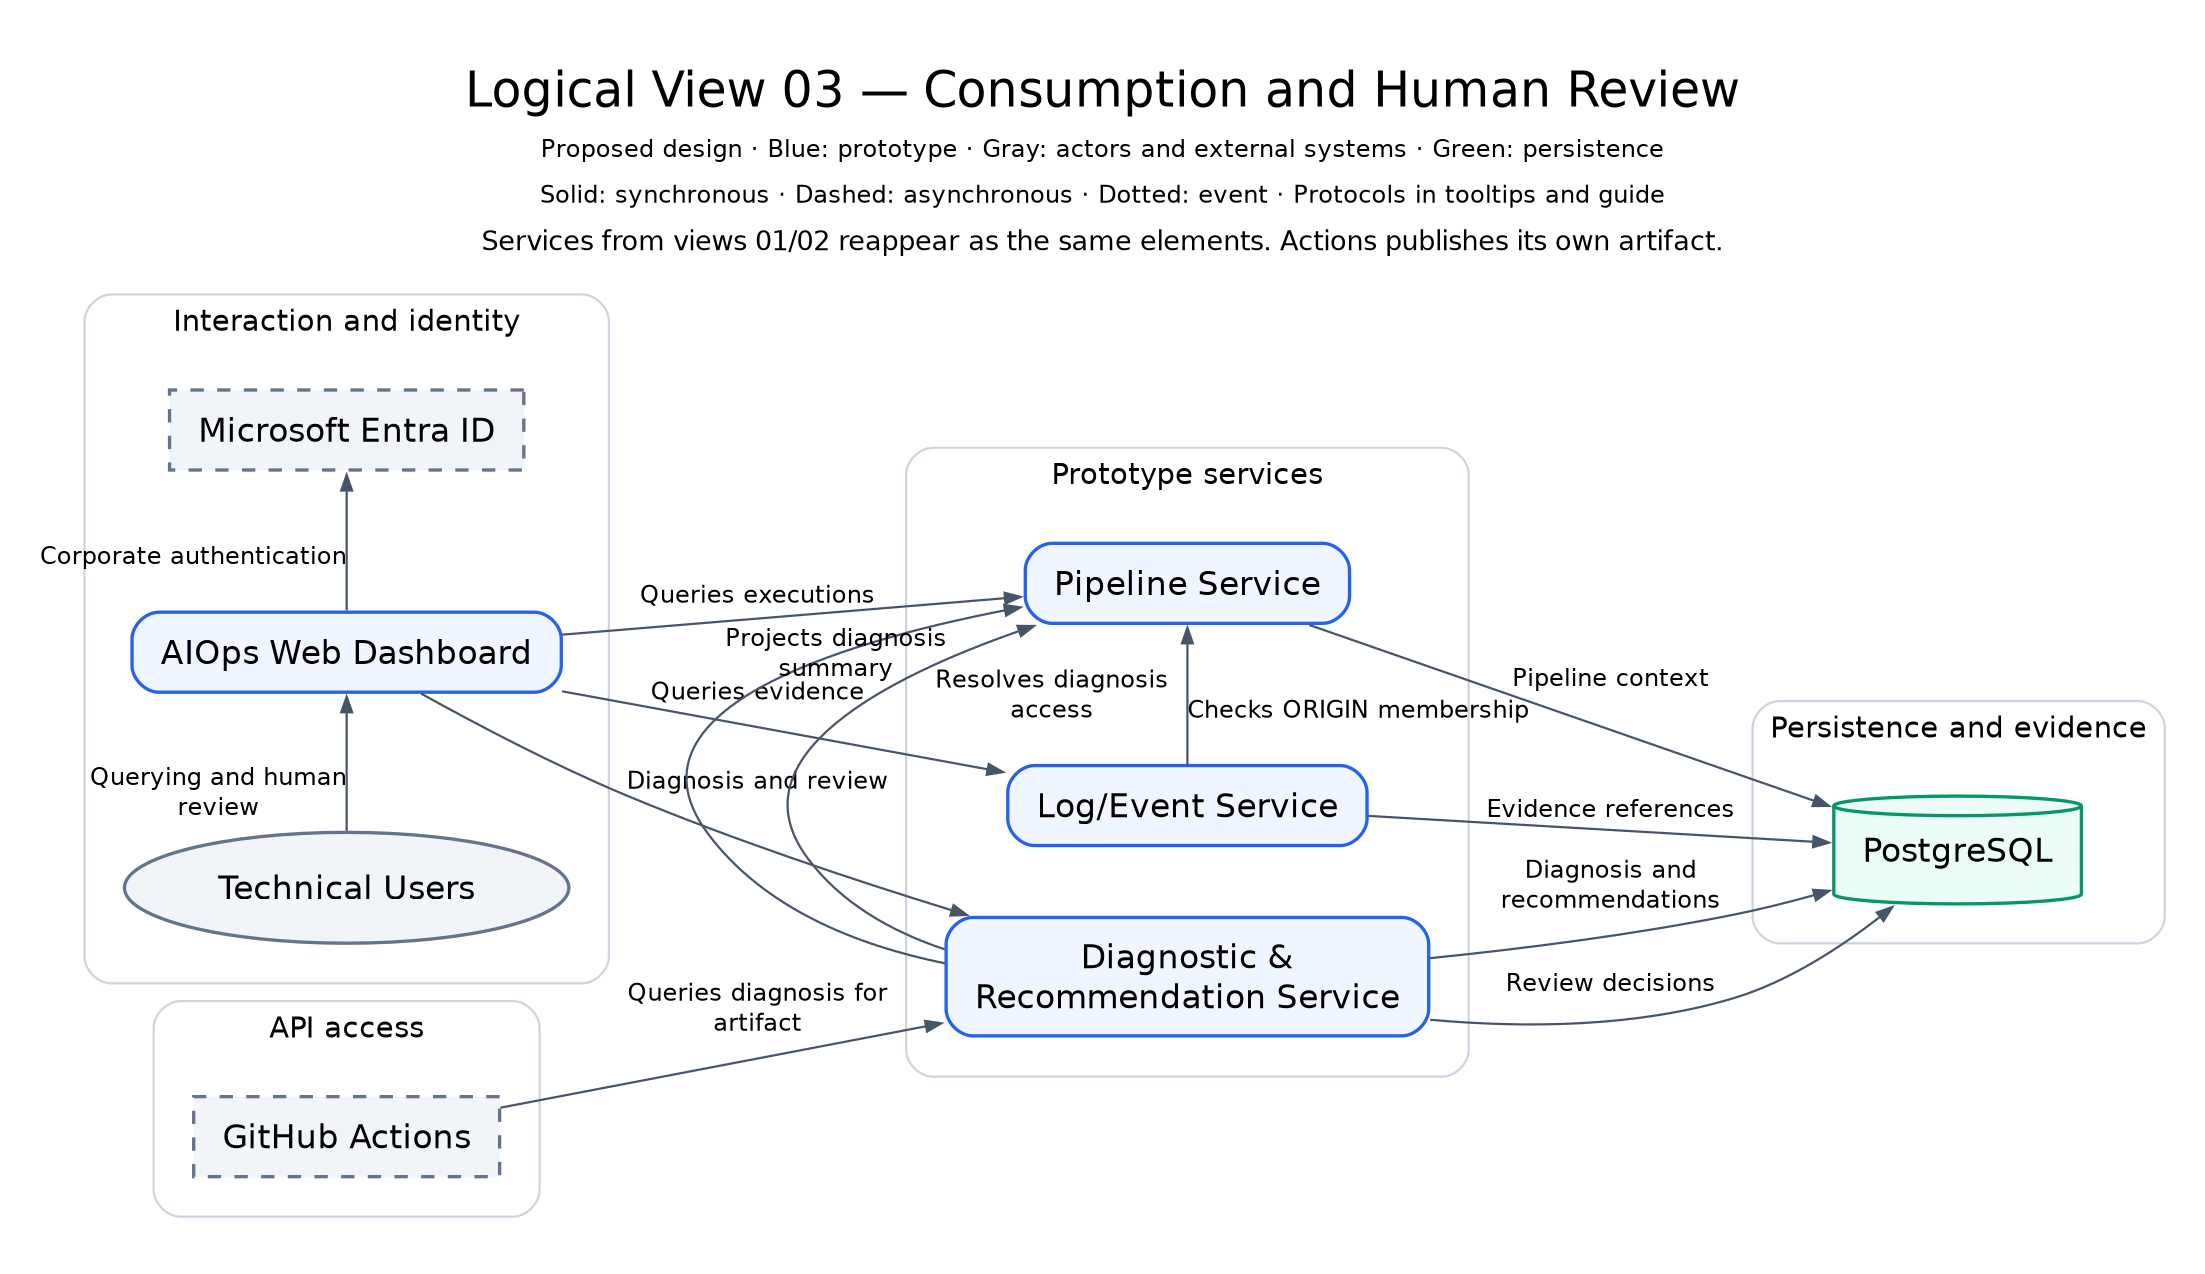 Logical View 03 — Consumption and Human Review
Proposed design · Blue: prototype · Gray: actors and external systems · Green: persistence
Solid: synchronous · Dashed: asynchronous · Dotted: event · Protocols in tooltips and guide
Services from views 01/02 reappear as the same elements. Actions publishes its own artifact.
Interaction and identity
Microsoft Entra ID
Corporate authentication
AIOps Web Dashboard
Querying and human
review
Technical Users
API access
GitHub Actions
Queries executions
Projects diagnosis
summary
Queries evidence
Diagnosis and review
Queries diagnosis for
artifact
Prototype services
Pipeline Service
Resolves diagnosis
access
Checks ORIGIN membership
Log/Event Service
Diagnostic &
Recommendation Service
Pipeline context
Evidence references
Diagnosis and
recommendations
Review decisions
Persistence and evidence
PostgreSQL